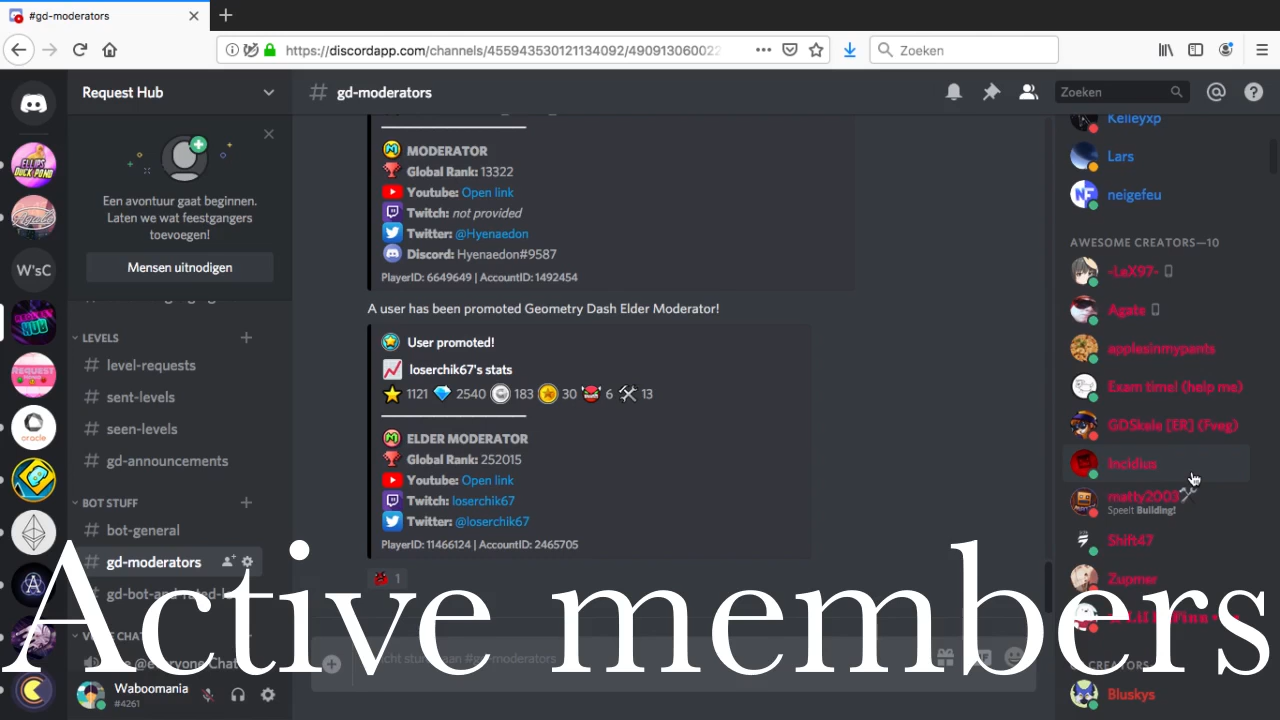 #gd-moderators
https://discordapp.com/channels/455943530121134092/49091306002
Zoeken
Request Hub
Een avontuur gaat beginnen.
Laten we wat feestgangers
toevoegen!
Mensen uitnodigen
W'sC
oracle
LEVELS
level-requests
sent-levels
seen-levels
gd-announcements
BOT STUFF
bot-general
gd-moderators
Waboomania
#4261
gd-moderators
Zoeken
MODERATOR
Global Rank: 13322
Youtube: Open link
Twitch: not provided
Twitter: @Hyenaedon
Discord: Hyenaedon#9587
PlayerID: 6649649 | AccountID: 1492454
A user has been promoted Geometry Dash Elder Moderator!
User promoted!
loserchik67's stats
1121 2540 183 30 6 13
ELDER MODERATOR
Global Rank: 252015
Youtube: Open link
Twitch: loserchik67
Twitter: @loserchik67
PlayerID: 11466124 | AccountID: 2465705
1
Kelleyxp
Lars
neigefeu
AWESOME CREATORS—10
-LaX97-
Agate
applesinmypants
Exam time! (help me)
GDSkele [ER] (Fveg)
Incidius
matty2003
Speelt Building!
Shift47
Zupmer
Bluskys
Active members